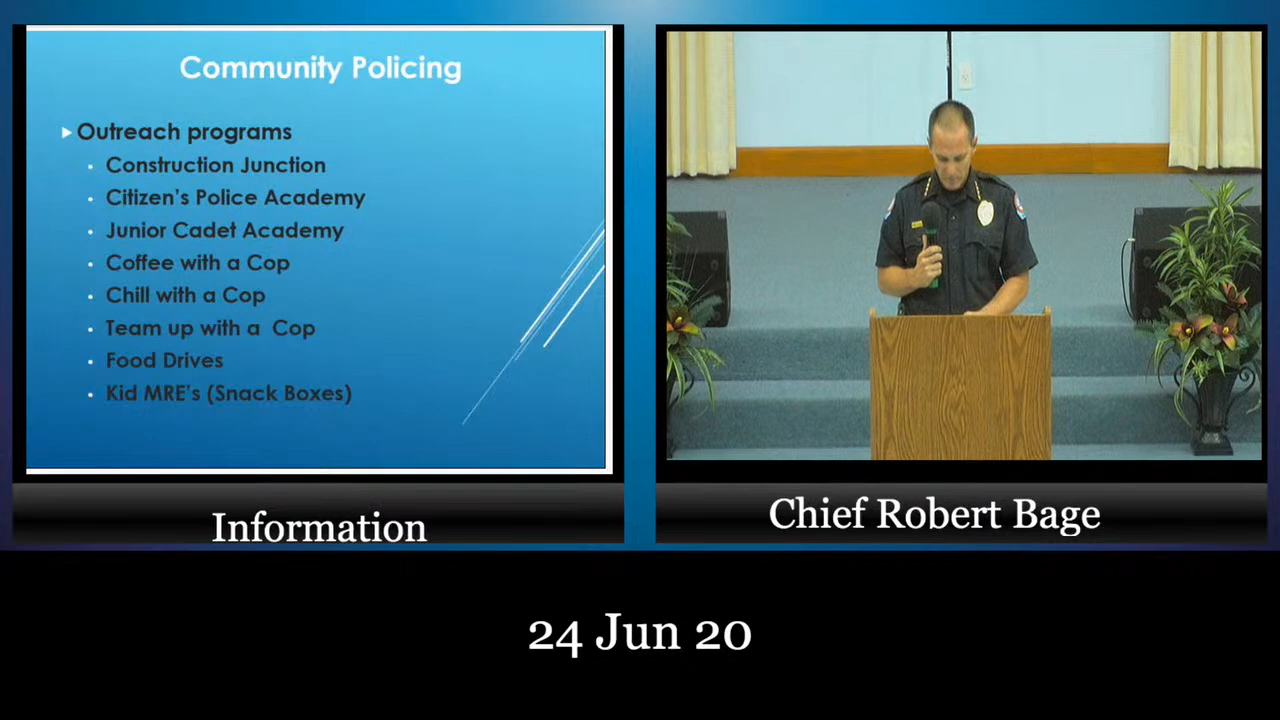 Community Policing
Outreach programs
Construction Junction
Citizen's Police Academy
Junior Cadet Academy
Coffee with a Cop
Chill with a Cop
Team up with a Cop
Food Drives
Kid MRE's (Snack Boxes)
Information
Chief Robert Bage
24 Jun 20